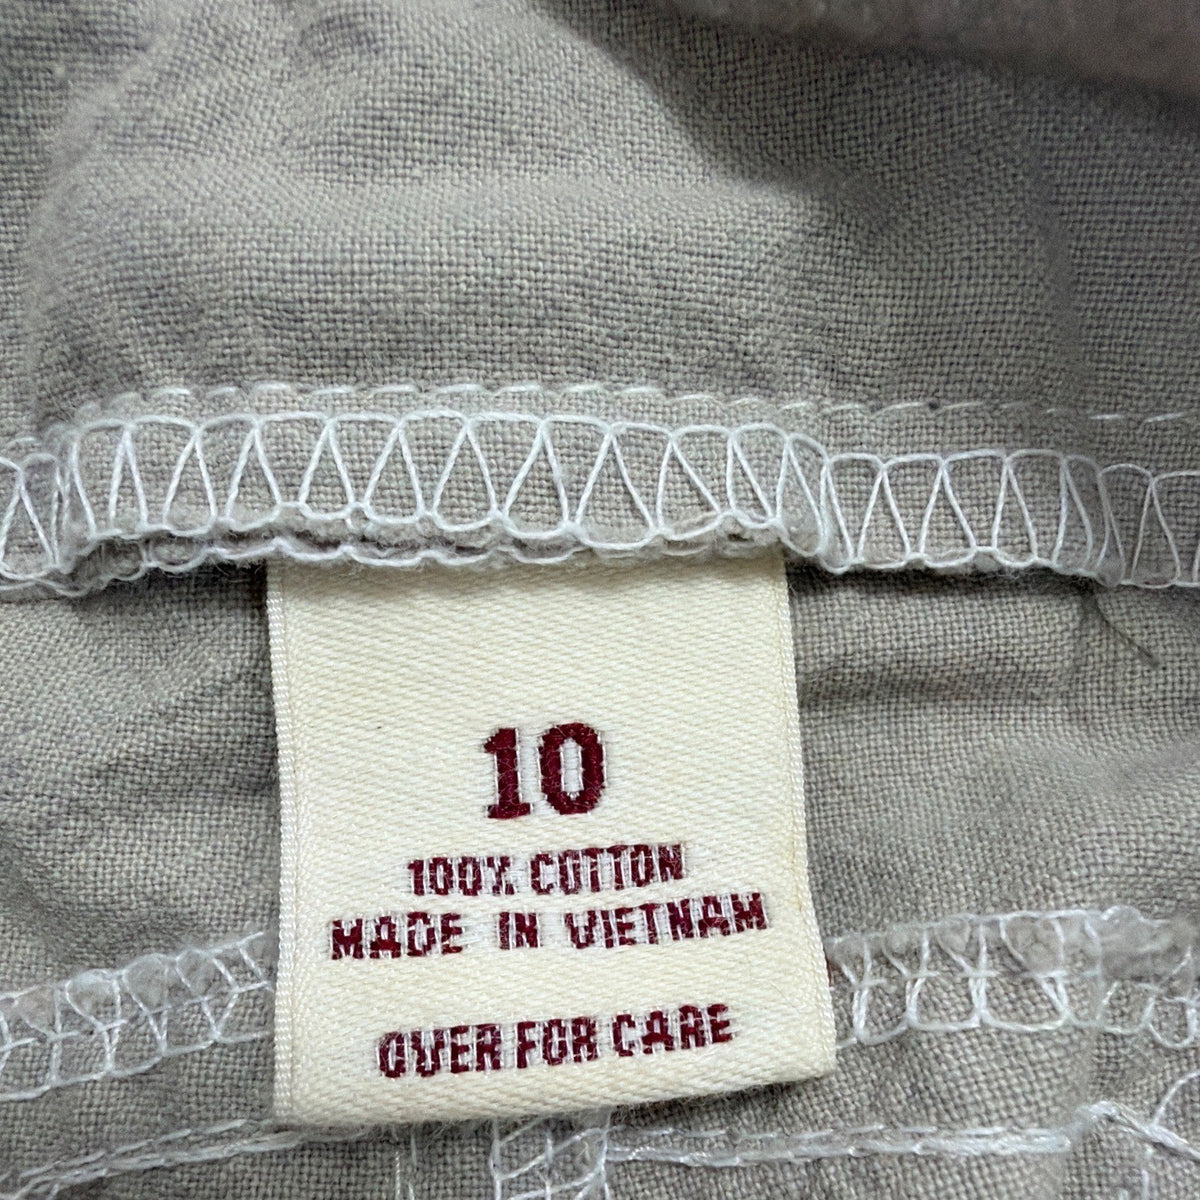 10
100% COTTON
MADE IN VIETNAM
OVER FOR CARE